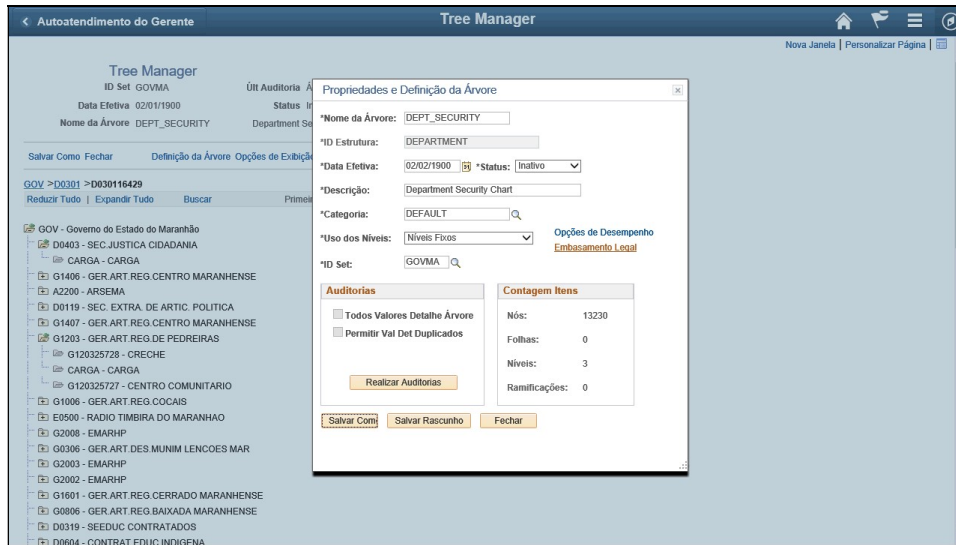 Autoatendimento do Gerente
Tree Manager
Nova Janela | Personalizar Página |
Tree Manager
ID Set GOVMA
Últ Auditoria
Data Efetiva 02/01/1900
Status
Nome da Árvore DEPT_SECURITY
Department
Salvar Como Fechar
Definição da Árvore Opções de Exibição
GOV >D0301 >D030116429
Reduzir Tudo | Expandir Tudo
Buscar
GOV - Governo do Estado do Maranhão
D0403 - SEC.JUSTICA CIDADANIA
CARGA - CARGA
G1406 - GER.ART.REG.CENTRO MARANHENSE
A2200 - ARSEMA
D0119 - SEC. EXTRA. DE ARTIC. POLITICA
G1407 - GER.ART.REG.CENTRO MARANHENSE
G1203 - GER.ART.REG.DE PEDREIRAS
G120325728 - CRECHE
CARGA - CARGA
G120325727 - CENTRO COMUNITARIO
G1006 - GER.ART.REG.COCAIS
E0500 - RADIO TIMBIRA DO MARANHAO
G2008 - EMARHP
G0306 - GER.ART.DES.MUNIM LENCOES MAR
G2003 - EMARHP
G2002 - EMARHP
G1601 - GER.ART.REG.CERRADO MARANHENSE
G0806 - GER.ART.REG.BAIXADA MARANHENSE
D0319 - SEEDUC CONTRATADOS
D0604 - CONTRAT EDUC INDIGENA
Propriedades e Definição da Árvore
*Nome da Árvore: DEPT_SECURITY
*ID Estrutura: DEPARTMENT
*Data Efetiva: 02/02/1900 *Status: Inativo
*Descrição: Department Security Chart
*Categoria: DEFAULT
*Uso dos Níveis: Níveis Fixos
Opções de Desempenho
Embasamento Legal
*ID Set: GOVMA
Auditorias
Todos Valores Detalhe Árvore
Permitir Val Det Duplicados
Realizar Auditorias
Contagem Itens
Nós: 13230
Folhas: 0
Níveis: 3
Ramificações: 0
Salvar Com
Salvar Rascunho
Fechar